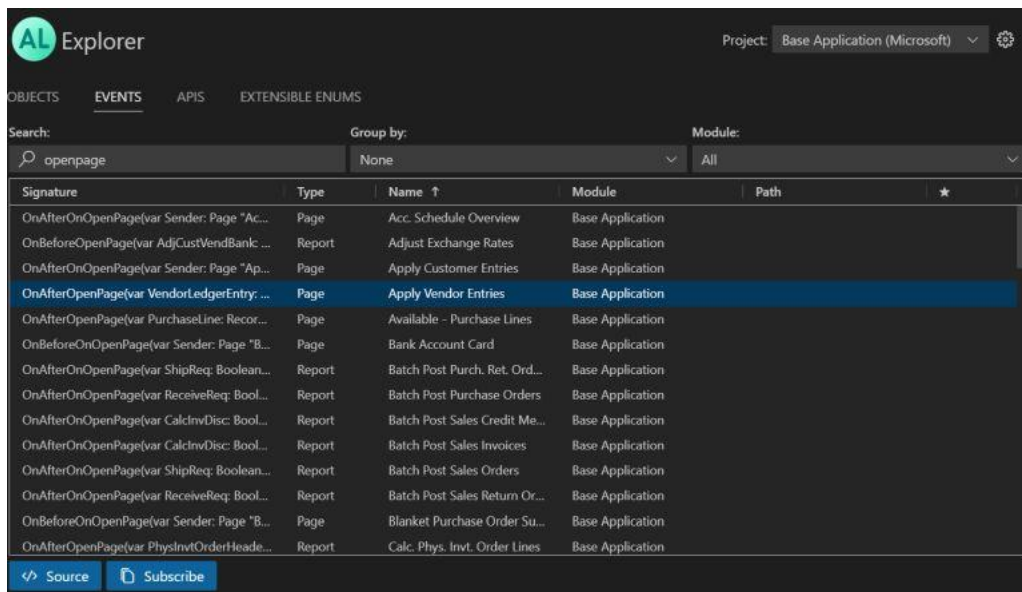 AL Explorer
Project: Base Application (Microsoft)
OBJECTS EVENTS APIS EXTENSIBLE ENUMS
Search: Group by: Module:
openpage None All
Signature Type Name ↑ Module Path ★
OnAfterOnOpenPage(var Sender: Page "Ac... Page Acc. Schedule Overview Base Application
OnBeforeOpenPage(var AdjCustVendBank: ... Report Adjust Exchange Rates Base Application
OnAfterOnOpenPage(var Sender: Page "Ap... Page Apply Customer Entries Base Application
OnAfterOpenPage(var VendorLedgerEntry: ... Page Apply Vendor Entries Base Application
OnAfterOpenPage(var PurchaseLine: Recor... Page Available - Purchase Lines Base Application
OnBeforeOnOpenPage(var Sender: Page "B... Page Bank Account Card Base Application
OnAfterOnOpenPage(var ShipReq: Boolean... Report Batch Post Purch. Ret. Ord... Base Application
OnAfterOnOpenPage(var ReceiveReq: Bool... Report Batch Post Purchase Orders Base Application
OnAfterOnOpenPage(var CalcInvDisc: Bool... Report Batch Post Sales Credit Me... Base Application
OnAfterOnOpenPage(var CalcInvDisc: Bool... Report Batch Post Sales Invoices Base Application
OnAfterOnOpenPage(var ShipReq: Boolean... Report Batch Post Sales Orders Base Application
OnAfterOnOpenPage(var ReceiveReq: Bool... Report Batch Post Sales Return Or... Base Application
OnBeforeOnOpenPage(var Sender: Page "B... Page Blanket Purchase Order Su... Base Application
OnAfterOpenPage(var PhysInvtOrderHeade... Report Calc. Phys. Invt. Order Lines Base Application
</> Source Subscribe